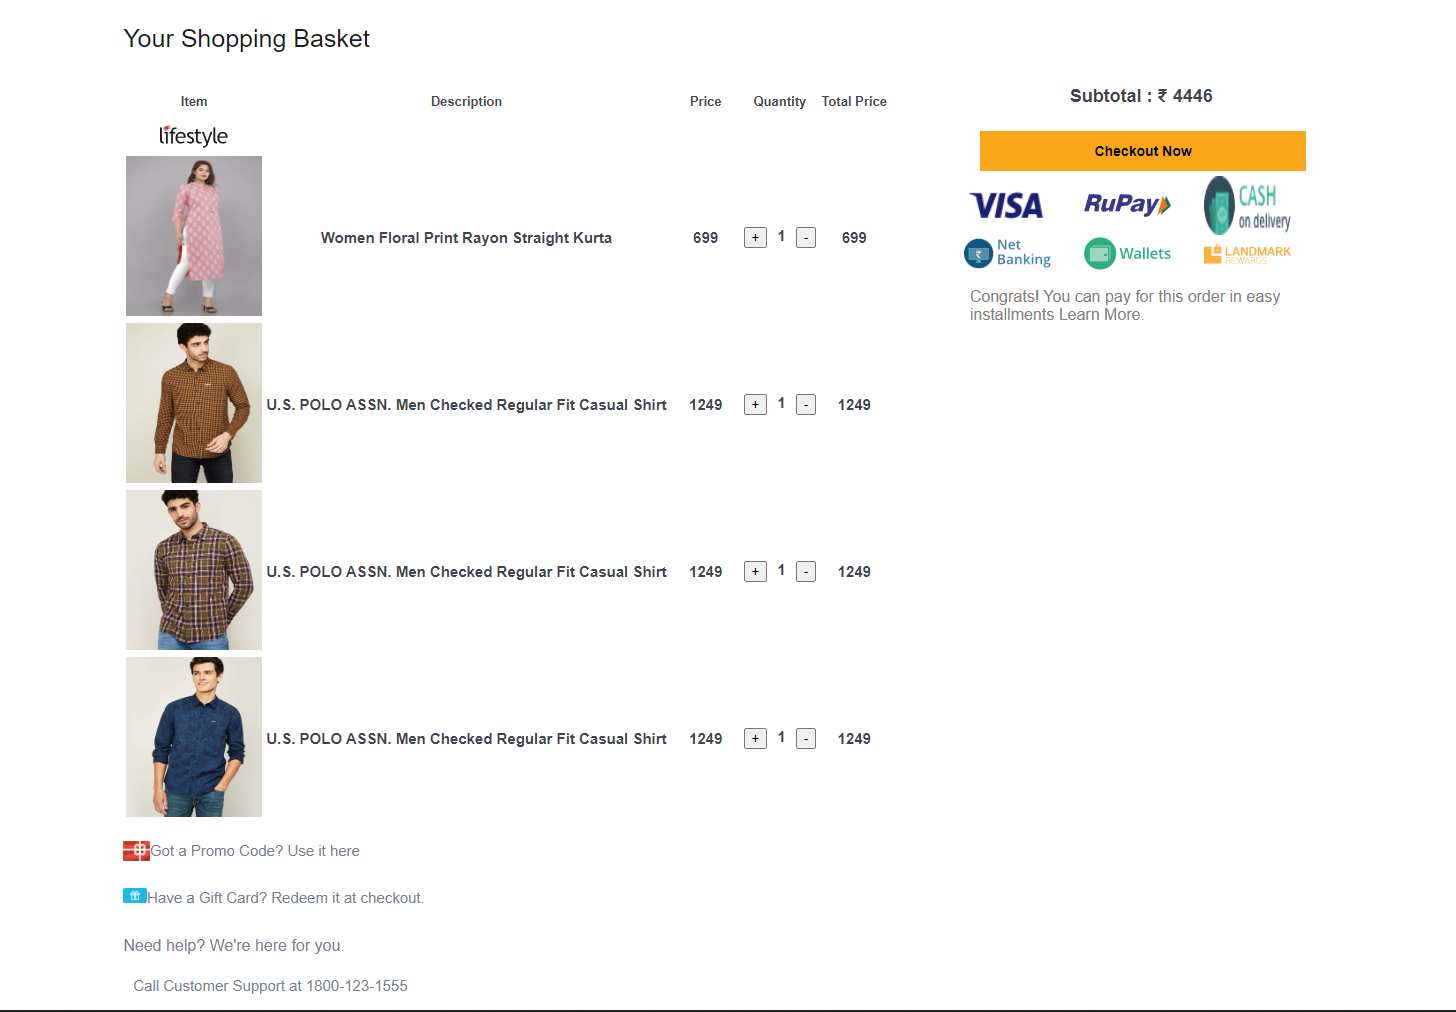 Your Shopping Basket
Item Description Price Quantity Total Price
lifestyle
Women Floral Print Rayon Straight Kurta 699 + 1 - 699
U.S. POLO ASSN. Men Checked Regular Fit Casual Shirt 1249 + 1 - 1249
U.S. POLO ASSN. Men Checked Regular Fit Casual Shirt 1249 + 1 - 1249
U.S. POLO ASSN. Men Checked Regular Fit Casual Shirt 1249 + 1 - 1249
Got a Promo Code? Use it here
Have a Gift Card? Redeem it at checkout.
Need help? We're here for you.
Call Customer Support at 1800-123-1555
Subtotal : ₹ 4446
Checkout Now
VISA
RuPay
CASH
on delivery
₹
Net
Banking
Wallets
LANDMARK
REWARDS
Congrats! You can pay for this order in easy
installments Learn More.